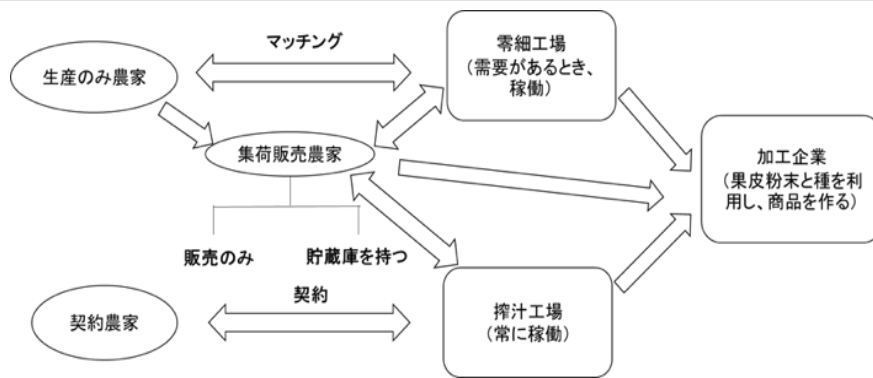 マッチング
生産のみ農家
零細工場
(需要があるとき、
稼働)
集荷販売農家
加工企業
(果皮粉末と種を利
用し、商品を作る)
販売のみ
貯蔵庫を持つ
契約
契約農家
搾汁工場
(常に稼働)